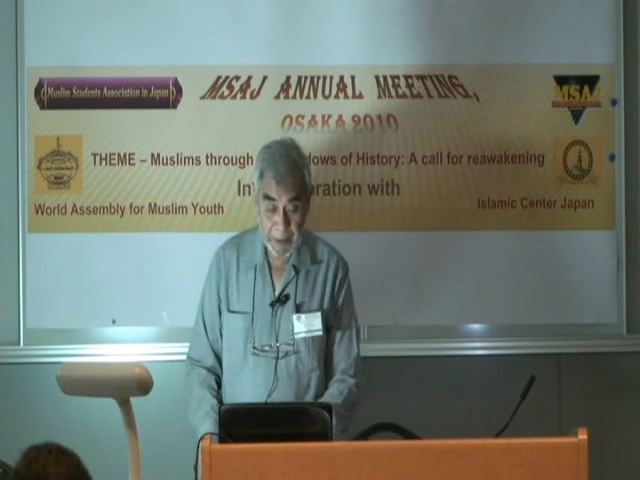 Muslim Students Association in Japan
MSAJ ANNUAL MEETING,
MSAJ
OSAKA 2010
THEME – Muslims through dows of History: A call for reawakening
In oration with
World Assembly for Muslim Youth
Islamic Center Japan